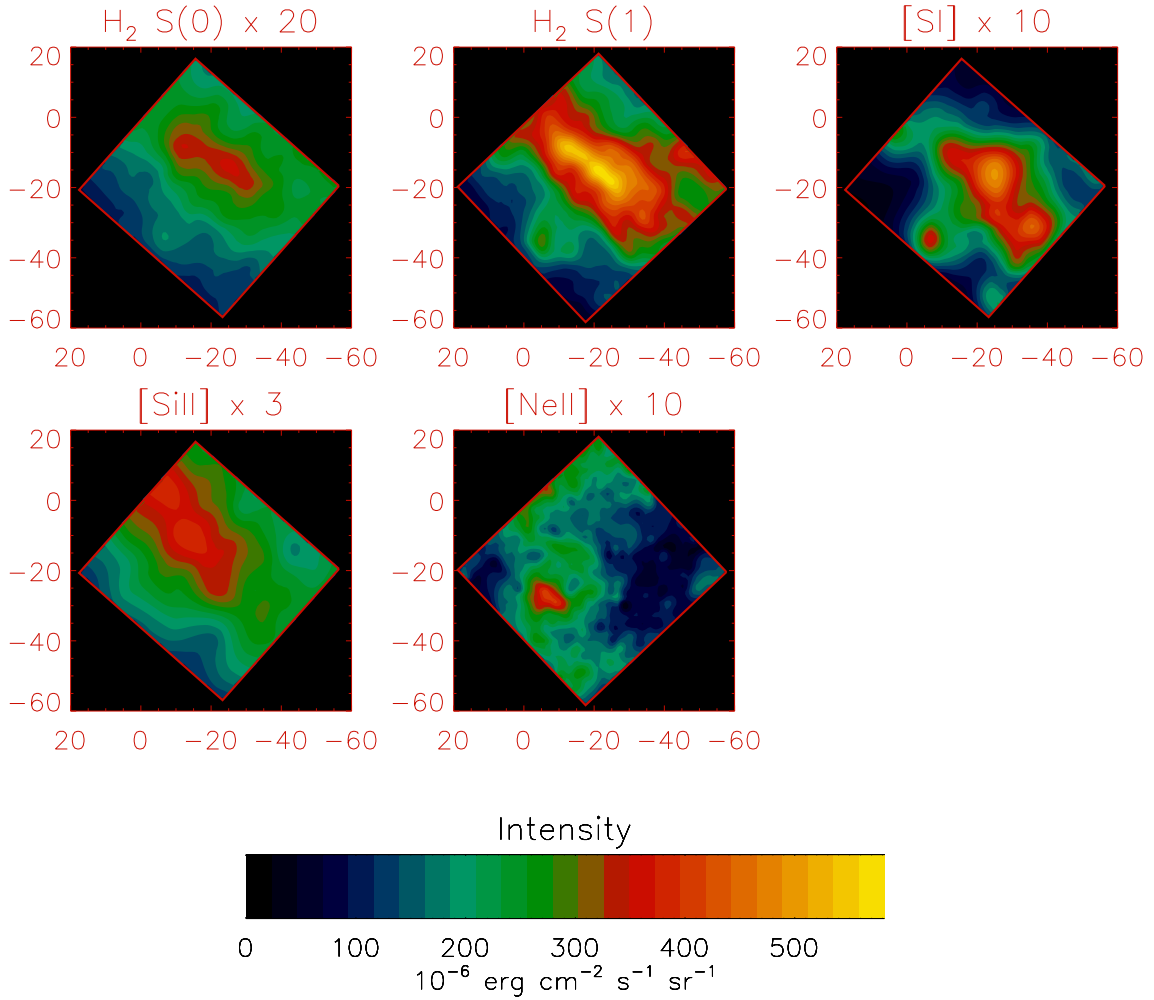 H₂ S(0) x 20 H₂ S(1) [SI] x 10
20 20 20
0 0 0
−20 −20 −20
−40 −40 −40
−60 −60 −60
20 0 −20 −40 −60 20 0 −20 −40 −60 20 0 −20 −40 −60
[SiII] x 3 [NeII] x 10
20 20
0 0
−20 −20
−40 −40
−60 −60
20 0 −20 −40 −60 20 0 −20 −40 −60
Intensity
0 100 200 300 400 500
10⁻⁶ erg cm⁻² s⁻¹ sr⁻¹